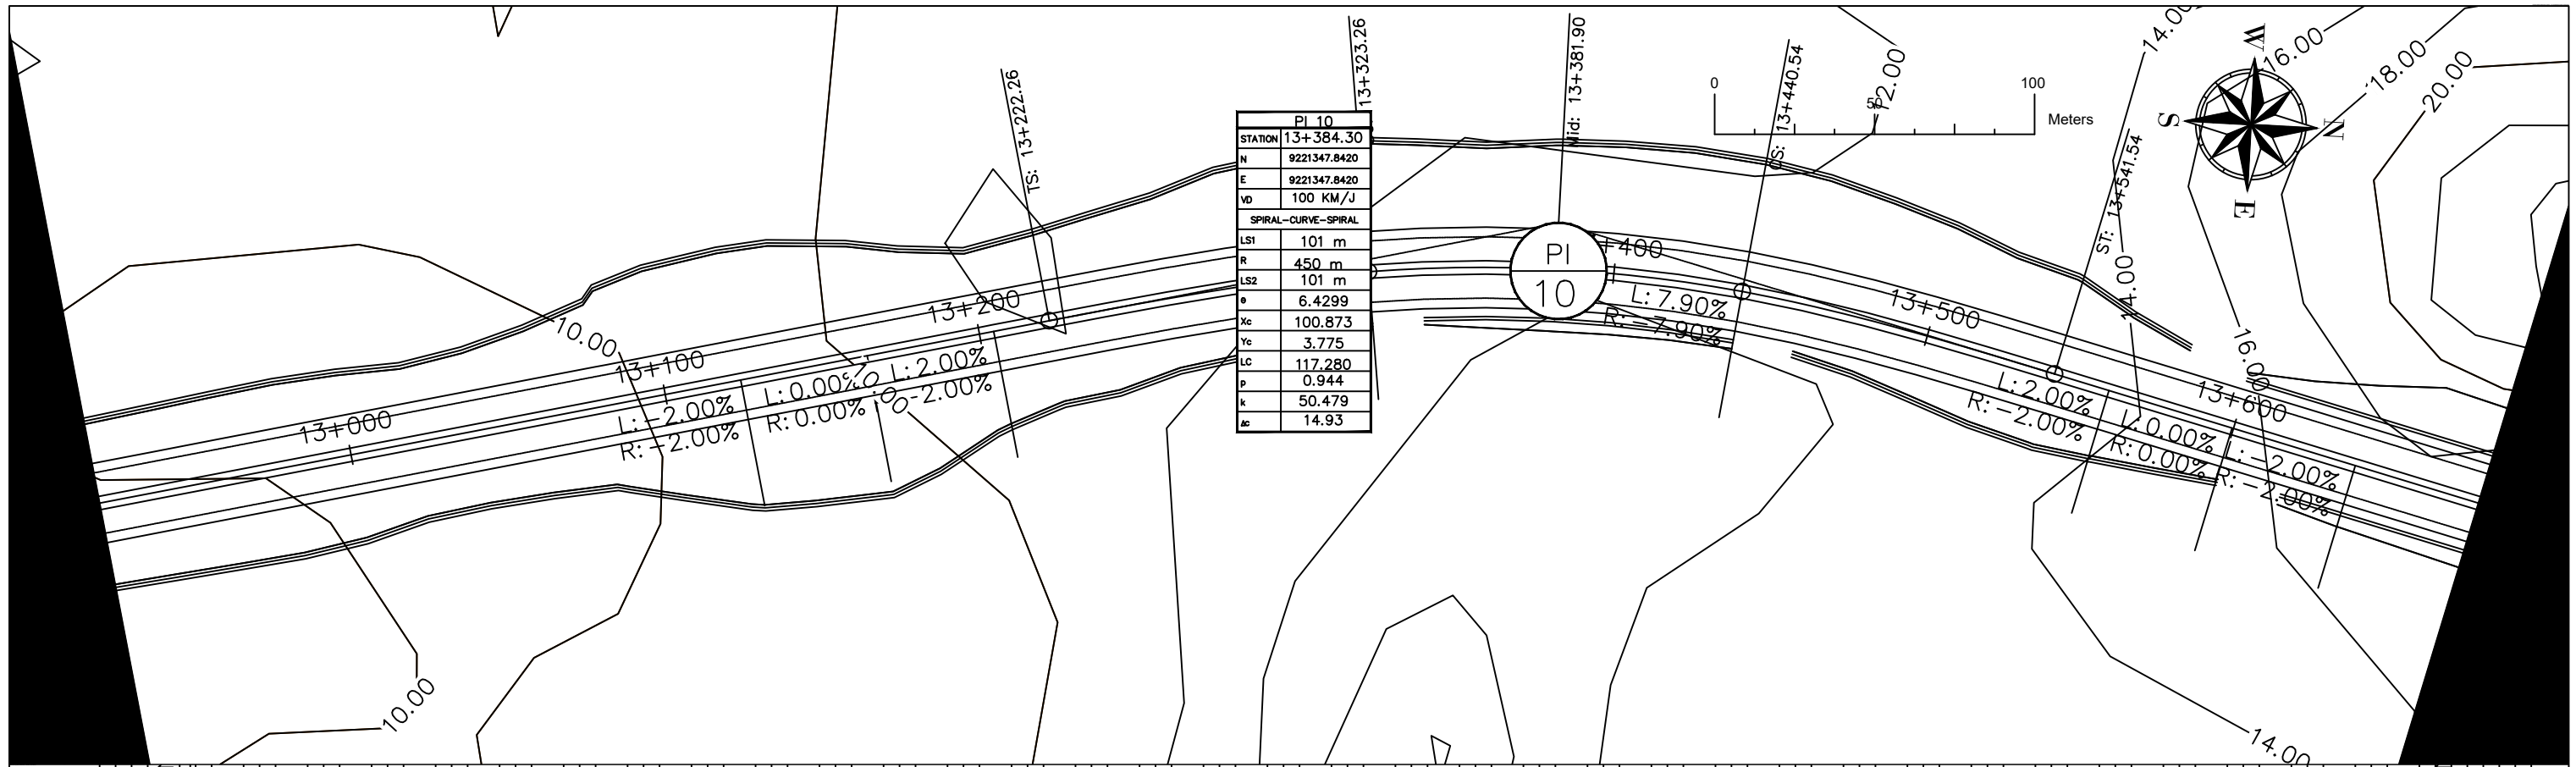 TS: 13+222.26
13+323.26
Mid: 13+381.90
CS: 13+440.54
ST: 13+541.54
0
50
100
Meters
W
S
N
E
14.00
16.00
18.00
20.00
12.00
PI 10
STATION 13+384.30
N 9221347.8420
E 9221347.8420
VD 100 KM/J
SPIRAL-CURVE-SPIRAL
LS1 101 m
R 450 m
LS2 101 m
θ 6.4299
Xc 100.873
Yc 3.775
LC 117.280
p 0.944
k 50.479
Δc 14.93
PI
10
13+000
13+100
13+200
+400
13+500
13+600
10.00
L: -2.00%
R: -2.00%
L: 0.00%
R: 0.00%
L: 2.00%
-2.00%
L: 7.90%
R: -7.90%
L: 2.00%
R: -2.00%
L: 0.00%
R: 0.00%
L: -2.00%
R: -2.00%
14.00
16.00
10.00
14.00